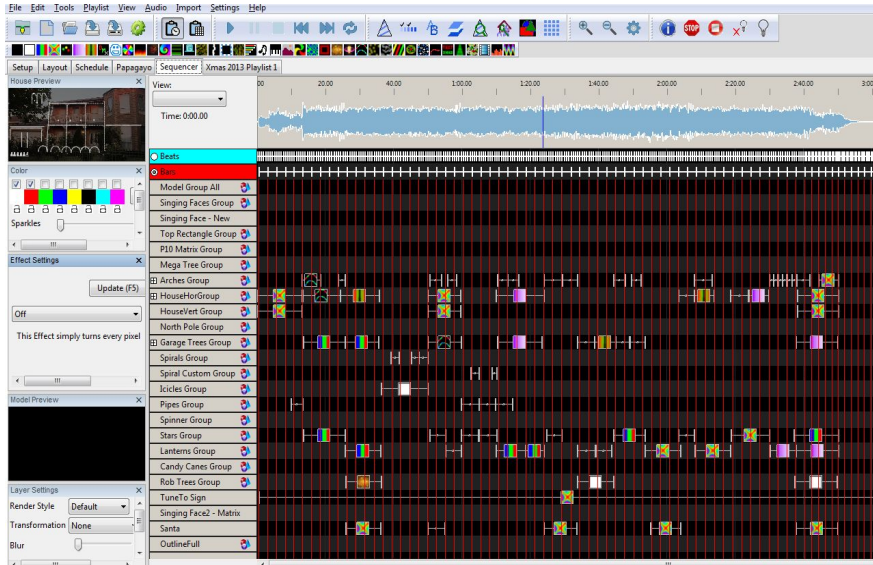 File Edit Tools Playlist View Audio Import Settings Help
Setup Layout Schedule Papagayo Sequencer Xmas 2013 Playlist 1
House Preview
View:
Time: 0:00.00
00 20.00 40.00 1:00.00 1:20.00 1:40.00 2:00.00 2:20.00 2:40.00 3:00
Beats
Bars
Color
Model Group All
Singing Faces Group
Singing Face - New
Top Rectangle Group
Sparkles
P10 Matrix Group
Mega Tree Group
Effect Settings
Arches Group
Update (F5)
HouseHorGroup
Off
HouseVert Group
North Pole Group
This Effect simply turns every pixel
Garage Trees Group
Spirals Group
Spiral Custom Group
Icicles Group
Model Preview
Pipes Group
Spinner Group
Stars Group
Lanterns Group
Candy Canes Group
Layer Settings
Rob Trees Group
Render Style Default
TuneTo Sign
Transformation None
Singing Face2 - Matrix
Santa
Blur
OutlineFull